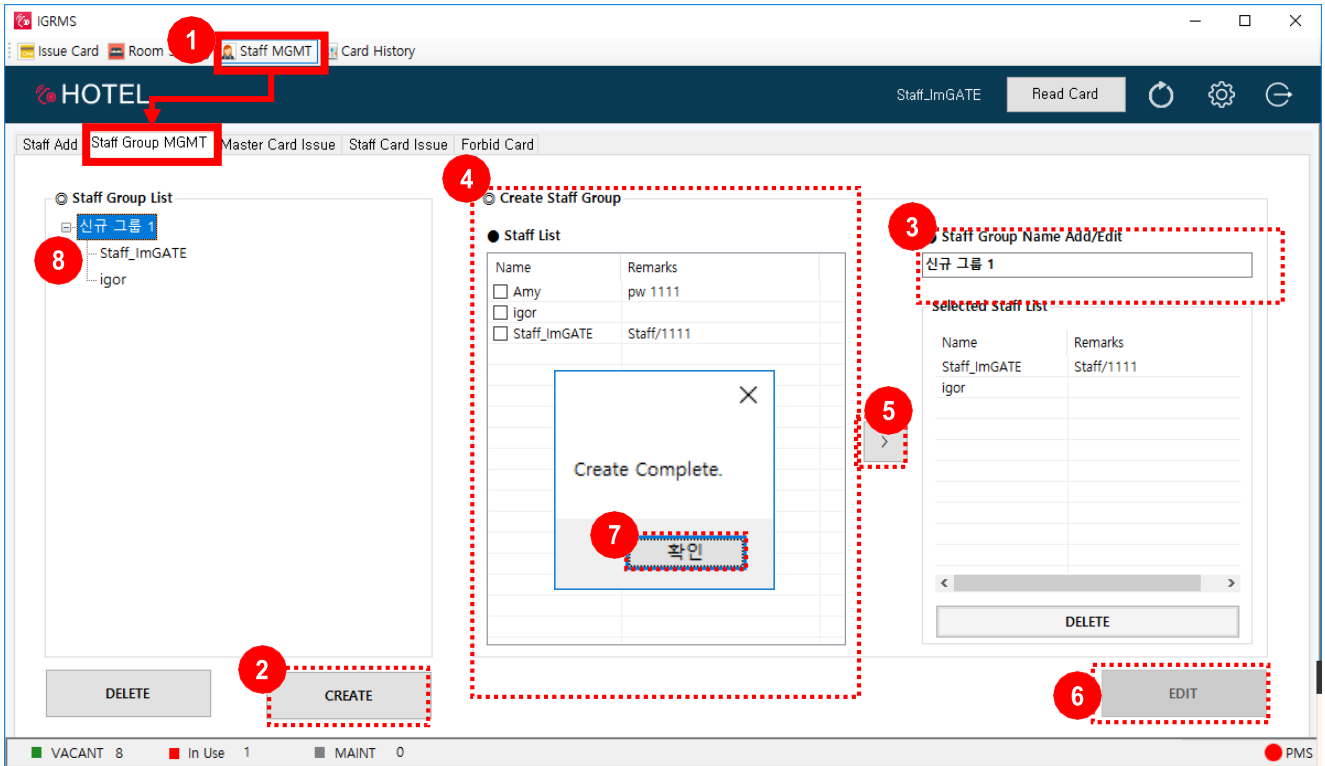 IGRMS
1
Issue Card Room Staff MGMT Card History
HOTEL
Staff_ImGATE Read Card
Staff Add Staff Group MGMT Master Card Issue Staff Card Issue Forbid Card
4
◎ Staff Group List
신규 그룹 1
Staff_ImGATE
igor
8
◎ Create Staff Group
● Staff List
Name Remarks
Amy pw 1111
igor
Staff_ImGATE Staff/1111
3
Staff Group Name Add/Edit
신규 그룹 1
Selected Staff List
Name Remarks
Staff_ImGATE Staff/1111
igor
5
>
Create Complete.
7
확인
DELETE
2
DELETE
CREATE
6
EDIT
VACANT 8 In Use 1 MAINT 0
PMS